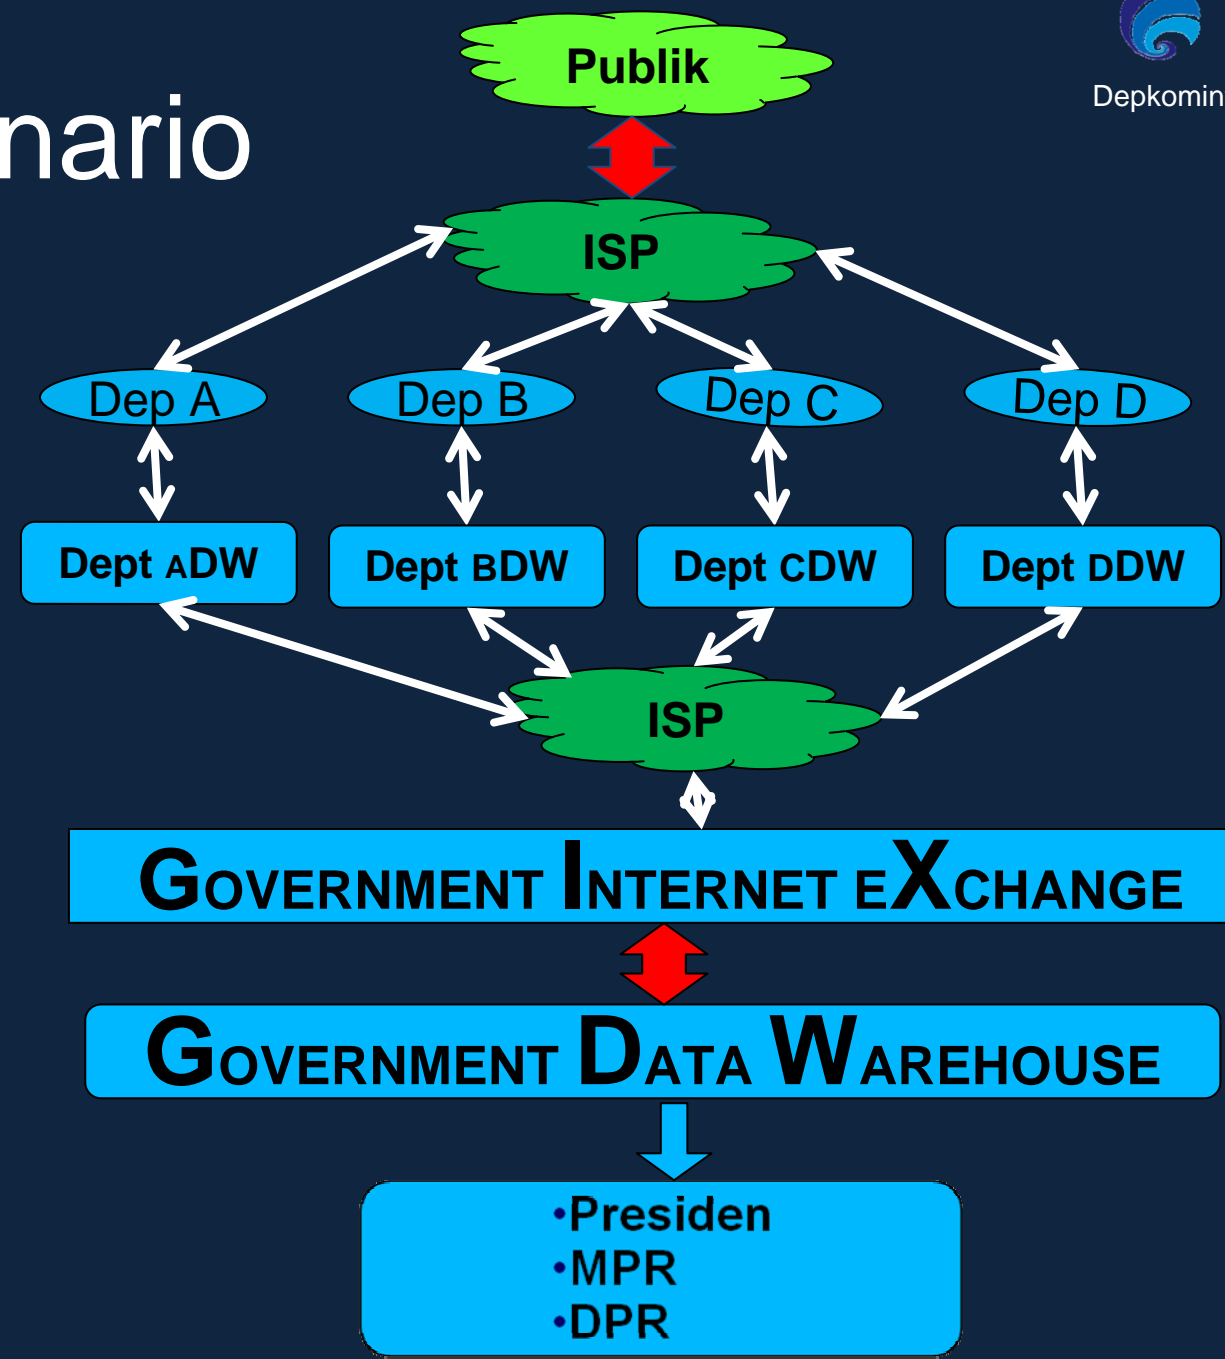 Publik
Depkomin
nario
ISP
Dep A
Dep B
Dep C
Dep D
Dept ADW
Dept BDW
Dept CDW
Dept DDW
ISP
GOVERNMENT INTERNET EXCHANGE
GOVERNMENT DATA WAREHOUSE
•Presiden
•MPR
•DPR